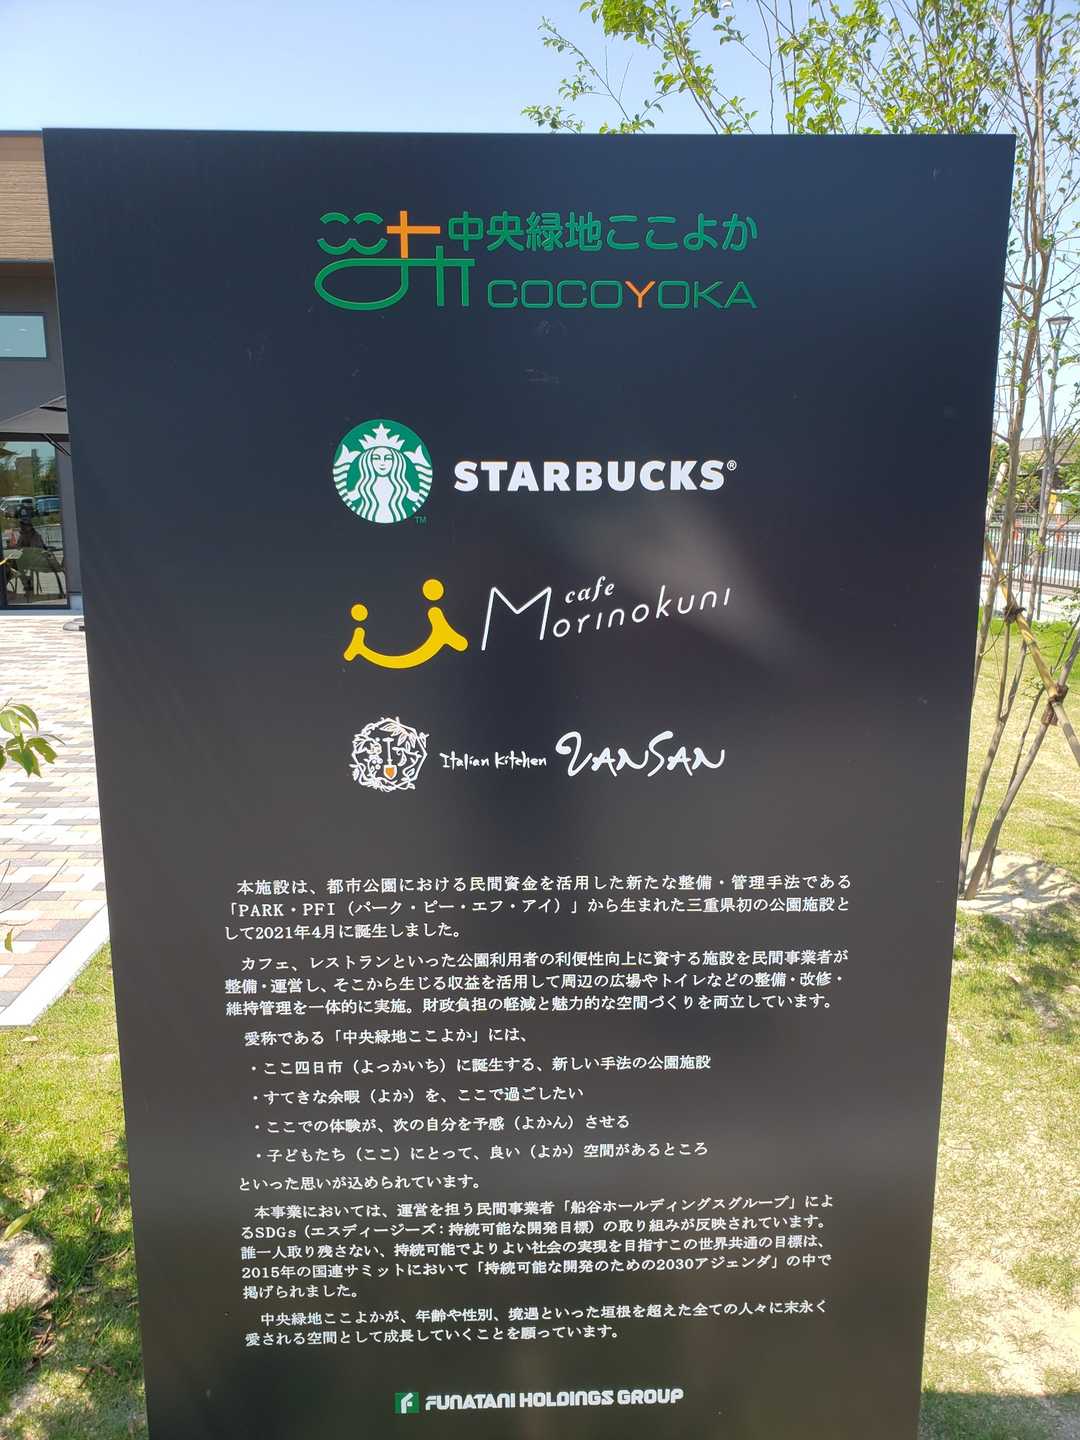 中央緑地ここよか
COCOYOKA
STARBUCKS®
TM
cafe
Morinokuni
Italian Kitchen VANSAN
本施設は、都市公園における民間資金を活用した新たな整備・管理手法である
「PARK・PFI（パーク・ピー・エフ・アイ）」から生まれた三重県初の公園施設と
して2021年4月に誕生しました。
カフェ、レストランといった公園利用者の利便性向上に資する施設を民間事業者が
整備・運営し、そこから生じる収益を活用して周辺の広場やトイレなどの整備・改修・
維持管理を一体的に実施。財政負担の軽減と魅力的な空間づくりを両立しています。
愛称である「中央緑地ここよか」には、
・ここ四日市（よっかいち）に誕生する、新しい手法の公園施設
・すてきな余暇（よか）を、ここで過ごしたい
・ここでの体験が、次の自分を予感（よかん）させる
・子どもたち（ここ）にとって、良い（よか）空間があるところ
といった思いが込められています。
本事業においては、運営を担う民間事業者「船谷ホールディングスグループ」によ
るSDGs（エスディージーズ：持続可能な開発目標）の取り組みが反映されています。
誰一人取り残さない、持続可能でよりよい社会の実現を目指すこの世界共通の目標は、
2015年の国連サミットにおいて「持続可能な開発のための2030アジェンダ」の中で
掲げられました。
中央緑地ここよかが、年齢や性別、境遇といった垣根を超えた全ての人々に末永く
愛される空間として成長していくことを願っています。
FUNATANI HOLDINGS GROUP